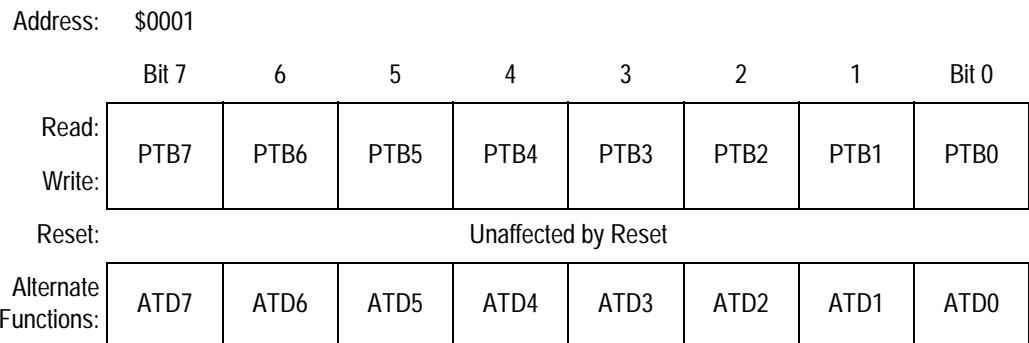 Address: $0001
Bit 7 6 5 4 3 2 1 Bit 0
Read:
PTB7 PTB6 PTB5 PTB4 PTB3 PTB2 PTB1 PTB0
Write:
Reset: Unaffected by Reset
Alternate
Functions: ATD7 ATD6 ATD5 ATD4 ATD3 ATD2 ATD1 ATD0